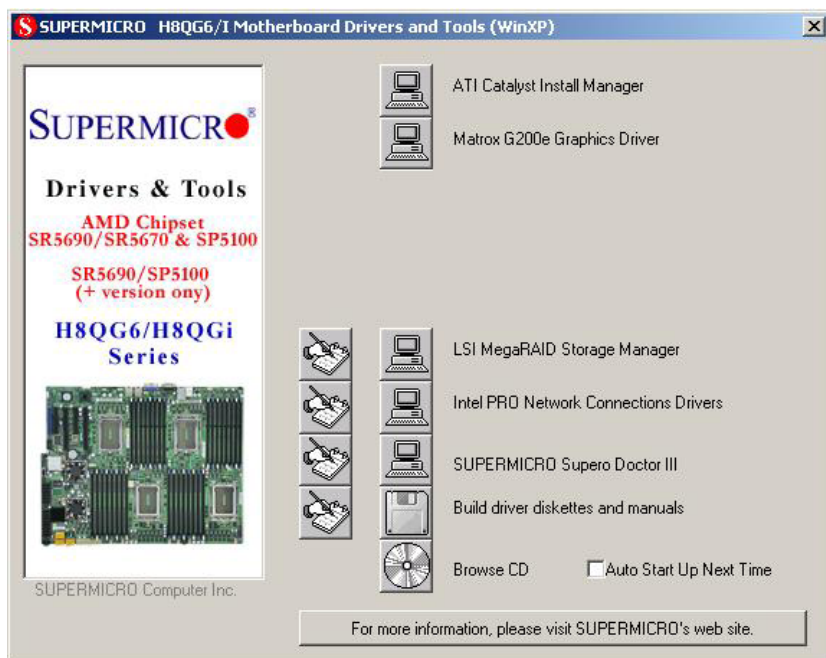 SUPERMICRO H8QG6/I Motherboard Drivers and Tools (WinXP)
SUPERMICRO®
Drivers & Tools
AMD Chipset
SR5690/SR5670 & SP5100
SR5690/SP5100
(+ version ony)
H8QG6/H8QGi
Series
SUPERMICRO Computer Inc.
ATI Catalyst Install Manager
Matrox G200e Graphics Driver
LSI MegaRAID Storage Manager
Intel PRO Network Connections Drivers
SUPERMICRO Supero Doctor III
Build driver diskettes and manuals
Browse CD
Auto Start Up Next Time
For more information, please visit SUPERMICRO's web site.